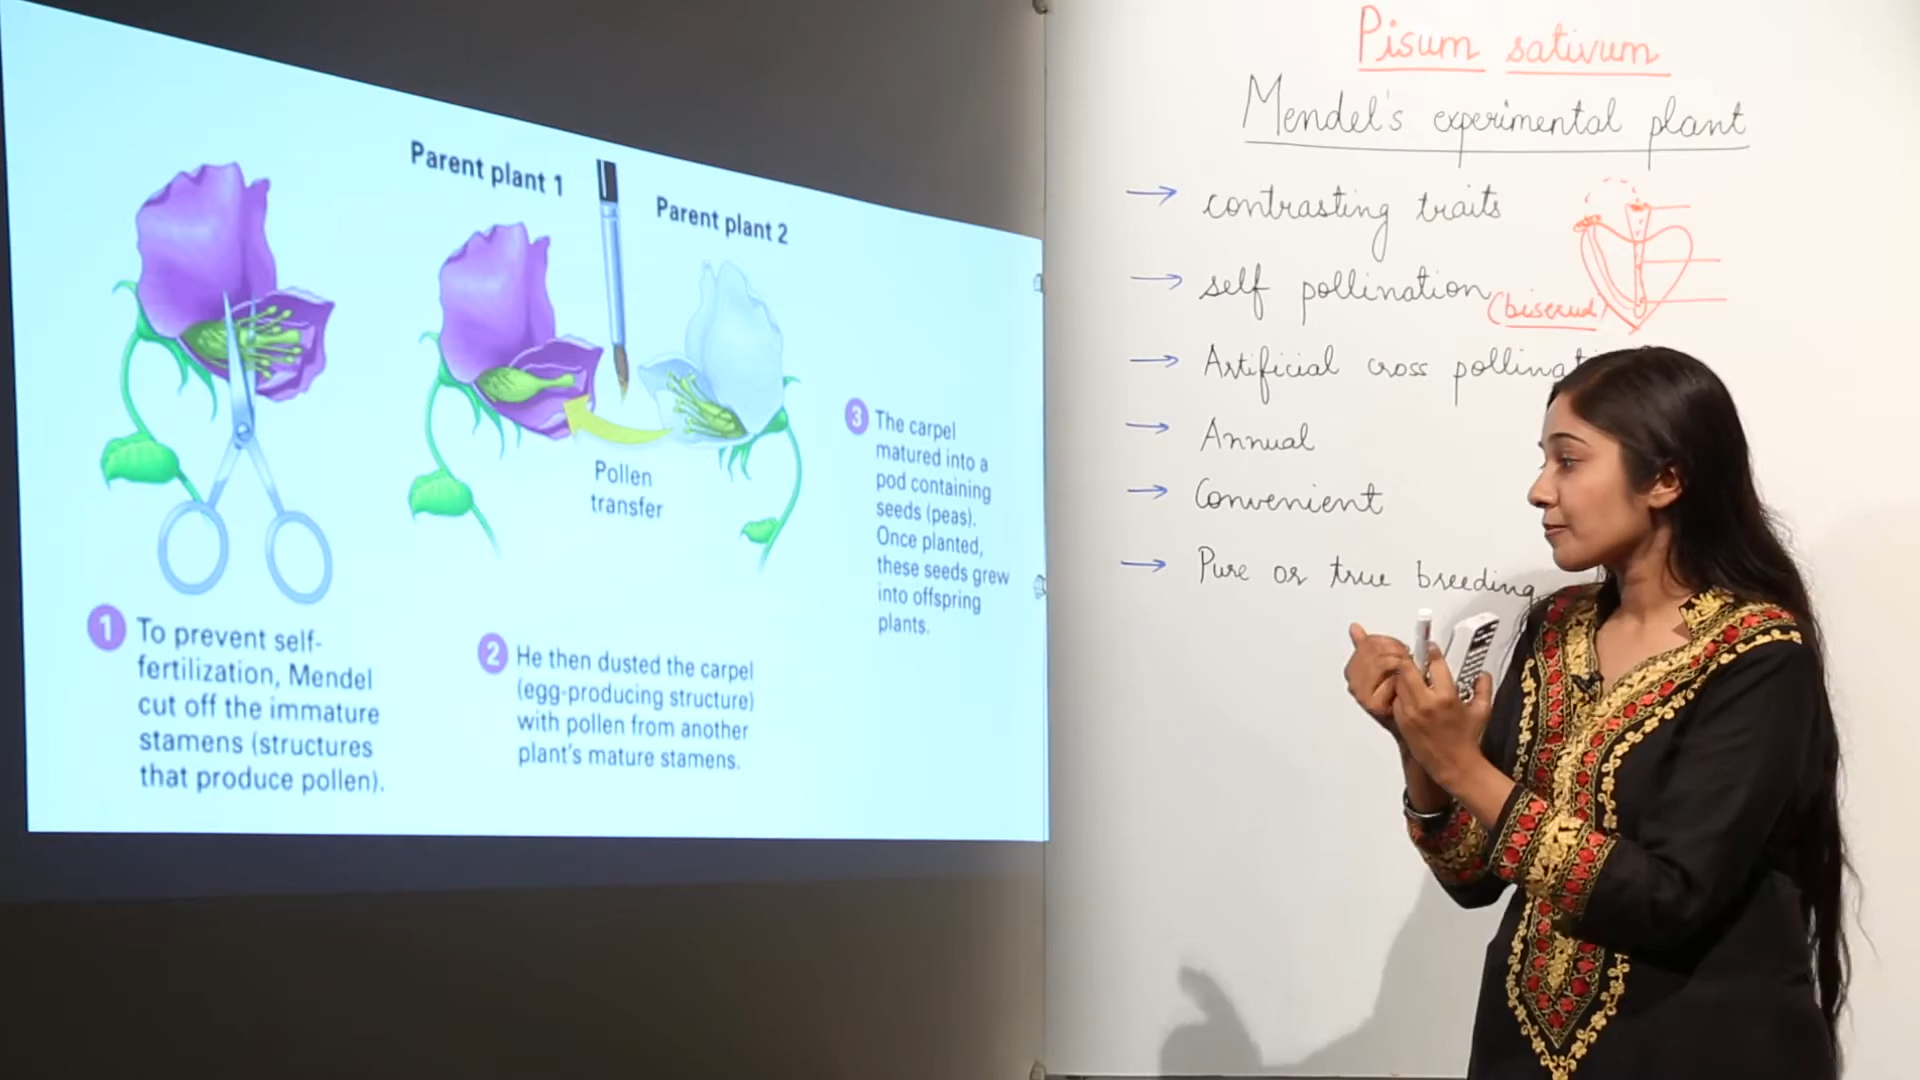 Parent plant 1
Parent plant 2
Pollen
transfer
1 To prevent self-
fertilization, Mendel
cut off the immature
stamens (structures
that produce pollen).
2 He then dusted the carpel
(egg-producing structure)
with pollen from another
plant's mature stamens.
3 The carpel
matured into a
pod containing
seeds (peas).
Once planted,
these seeds grew
into offspring
plants.
Pisum sativum
Mendel's experimental plant
→ contrasting traits
→ self pollination
→ Artificial cross
→ Annual
→ Convenient
→ Pure or true breeding